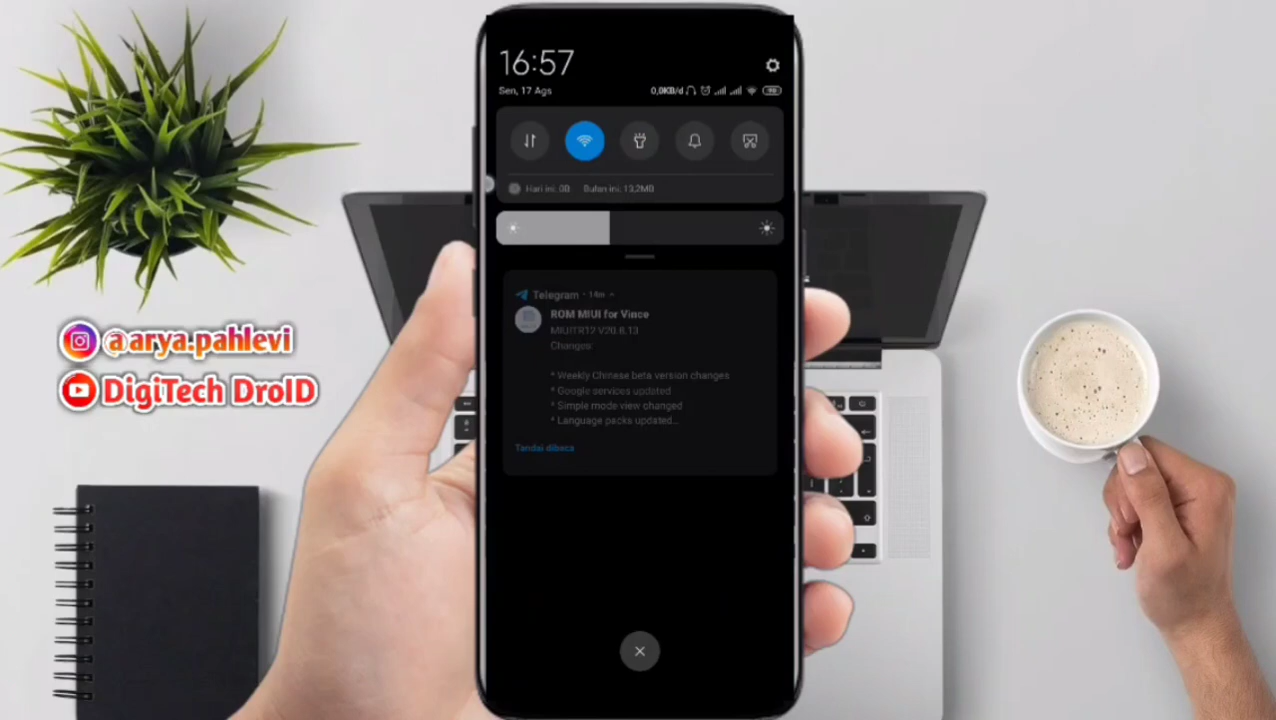 16:57
Sen, 17 Ags
0,0KB/d
Hari ini: 0B Bulan ini: 13,2MB
Telegram · 14m
ROM MIUI for Vince
MIUITR12 V20.8.13
Changes:
* Weekly Chinese beta version changes
* Google services updated
* Simple mode view changed
* Language packs updated...
Tandai dibaca
@aarya.pahlevi
DigiTech DroID